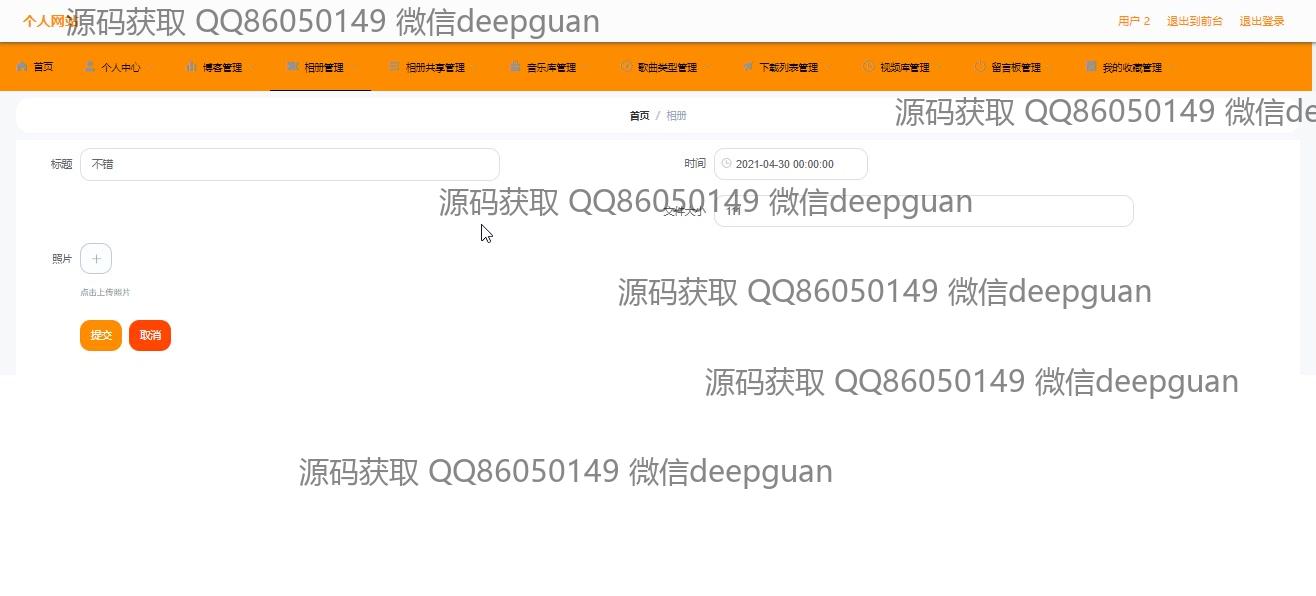 个人网站
源码获取 QQ86050149 微信deepguan
用户 2 退出到前台 退出登录
首页 个人中心 博客管理 相册管理 相册共享管理 音乐库管理 歌曲类型管理 下载列表管理 视频库管理 留言板管理 我的收藏管理
首页 / 相册
源码获取 QQ86050149 微信de
标题 不错 时间 2021-04-30 00:00:00
源码获取 QQ86050149 微信deepguan
文件大小
照片
点击上传照片
源码获取 QQ86050149 微信deepguan
提交 取消
源码获取 QQ86050149 微信deepguan
源码获取 QQ86050149 微信deepguan